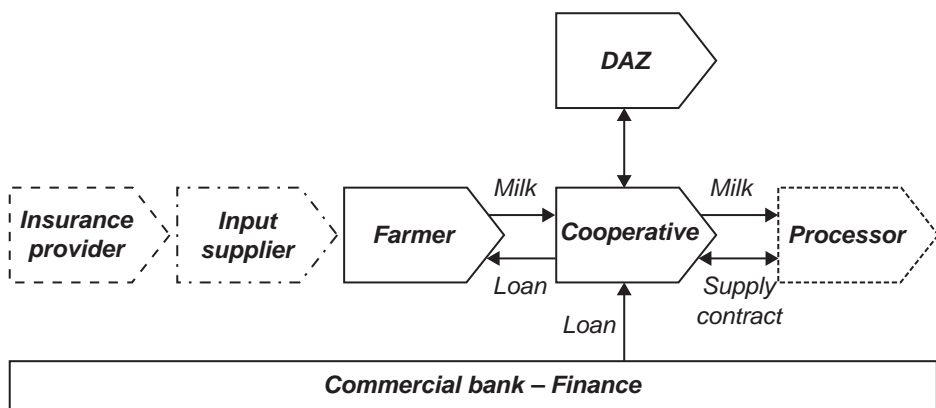 DAZ
Insurance
provider
Input
supplier
Farmer
Milk
Loan
Cooperative
Milk
Supply
contract
Processor
Loan
Commercial bank – Finance